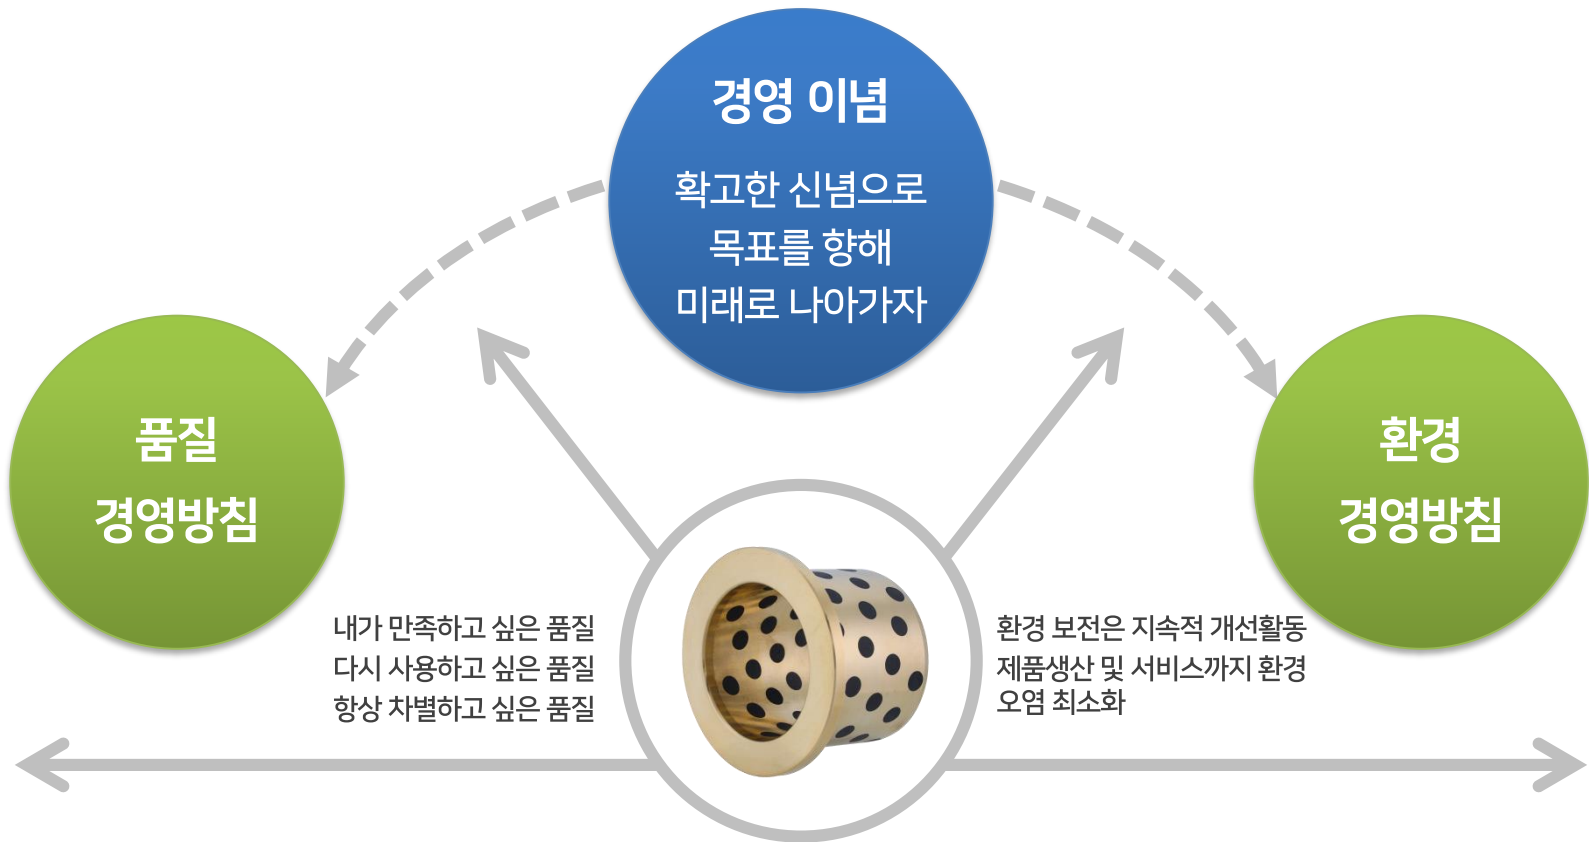 경영 이념
확고한 신념으로
목표를 향해
미래로 나아가자
품질
경영방침
내가 만족하고 싶은 품질
다시 사용하고 싶은 품질
항상 차별하고 싶은 품질
환경
경영방침
환경 보전은 지속적 개선활동
제품생산 및 서비스까지 환경
오염 최소화